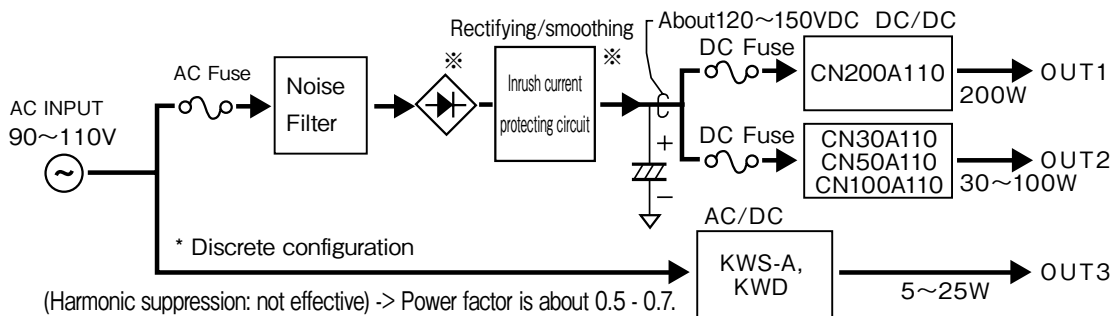 Rectifying/smoothing
About120～150VDC DC/DC
※
※
DC Fuse
AC Fuse
Noise
Filter
Inrush current
protecting circuit
CN200A110
OUT1
200W
AC INPUT
90～110V
~
DC Fuse
+
−
CN30A110
CN50A110
CN100A110
OUT2
30～100W
AC/DC
* Discrete configuration
KWS-A,
KWD
OUT3
5～25W
(Harmonic suppression: not effective) -> Power factor is about 0.5 - 0.7.